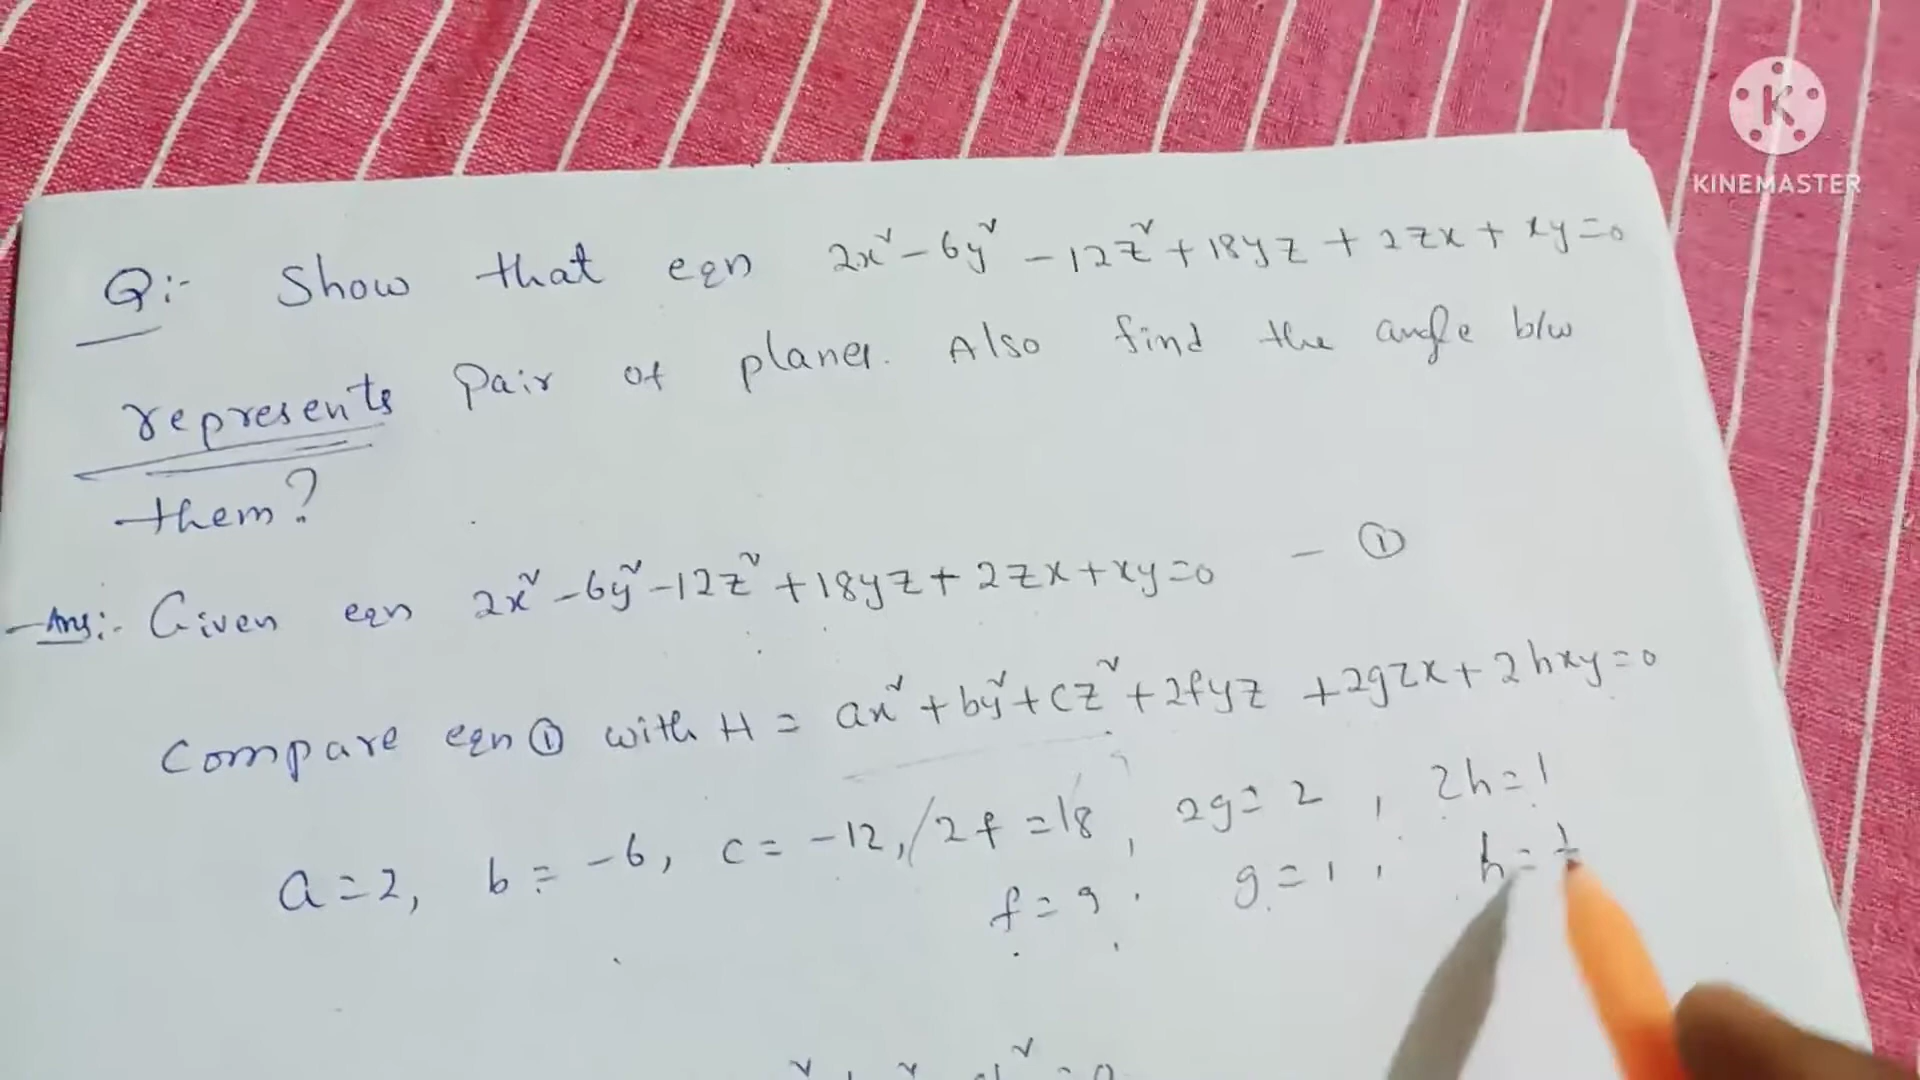 KINEMASTER
Q:- Show that eqn 2x² - 6y² - 12z² + 18yz + 2zx + xy = 0
represents Pair of planes. Also find the angle b/w
them?
Ans:- Given eqn 2x² - 6y² - 12z² + 18yz + 2zx + xy = 0 — ①
Compare eqn ① with H = ax² + by² + cz² + 2fyz + 2gzx + 2hxy = 0
a = 2, b = -6, c = -12, / 2f = 18, 2g = 2, 2h = 1
f = 9, g = 1, h =